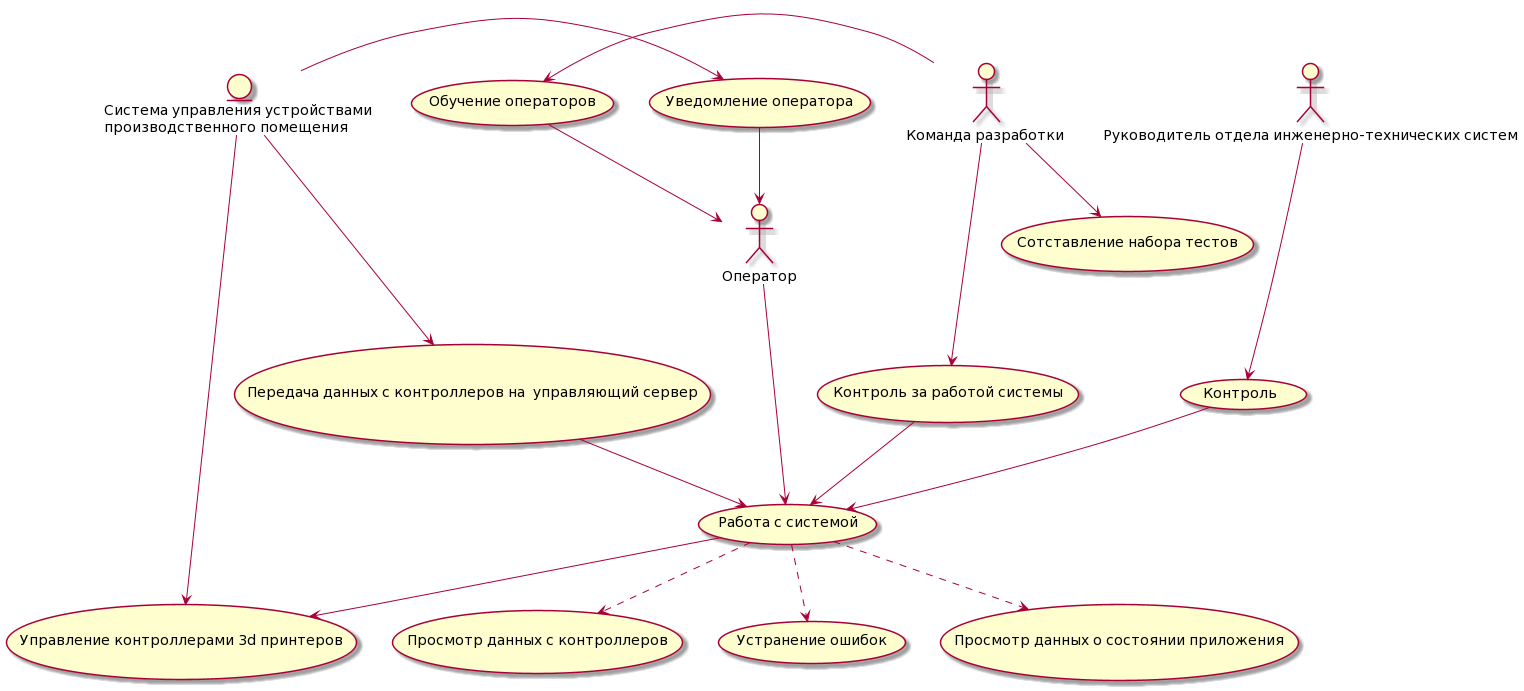 Обучение операторов
Уведомление оператора
Система управления устройствами
производственного помещения
Команда разработки
Руководитель отдела инженерно-технических систем
Сотставление набора тестов
Оператор
Передача данных с контроллеров на  управляющий сервер
Контроль за работой системы
Контроль
Работа с системой
Управление контроллерами 3d принтеров
Просмотр данных с контроллеров
Устранение ошибок
Просмотр данных о состоянии приложения